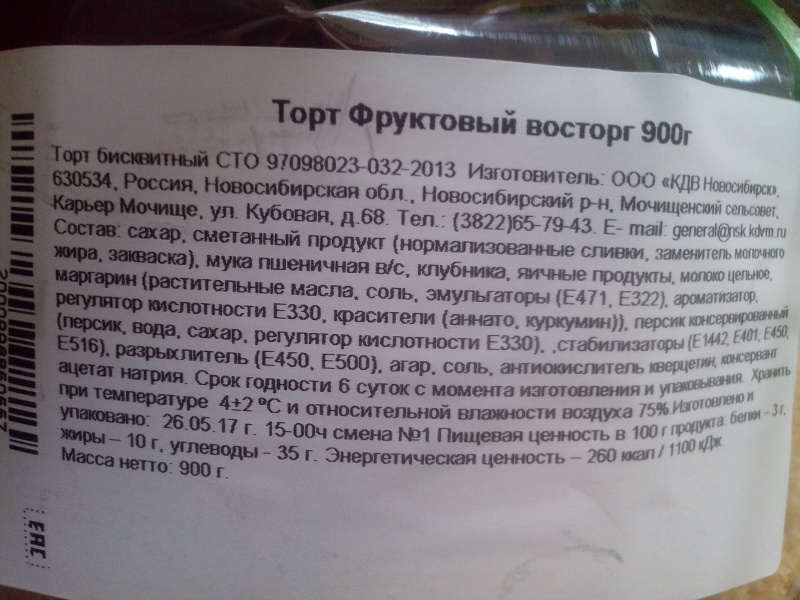 Торт Фруктовый восторг 900г
Торт бисквитный СТО 97098023-032-2013 Изготовитель: ООО «КДВ Новосибирск»,
630534, Россия, Новосибирская обл., Новосибирский р-н, Мочищенский сельсовет,
Карьер Мочище, ул. Кубовая, д.68. Тел.: (3822)65-79-43. E- mail: general@nsk.kdvm.ru
Состав: сахар, сметанный продукт (нормализованные сливки, заменитель молочного
жира, закваска), мука пшеничная в/с, клубника, яичные продукты, молоко цельное,
маргарин (растительные масла, соль, эмульгаторы (Е471, Е322), ароматизатор,
регулятор кислотности Е330, красители (аннато, куркумин)), персик консервированный
(персик, вода, сахар, регулятор кислотности Е330), ,стабилизаторы (Е1442, Е401, Е450,
Е516), разрыхлитель (Е450, Е500), агар, соль, антиокислитель кверцетин, консервант
ацетат натрия. Срок годности 6 суток с момента изготовления и упаковывания. Хранить
при температуре 4±2 ºС и относительной влажности воздуха 75%.Изготовлено и
упаковано: 26.05.17 г. 15-00ч смена №1 Пищевая ценность в 100 г продукта: белки – 3 г,
жиры – 10 г, углеводы - 35 г. Энергетическая ценность – 260 ккал / 1100 кДж.
Масса нетто: 900 г.
ЕАС